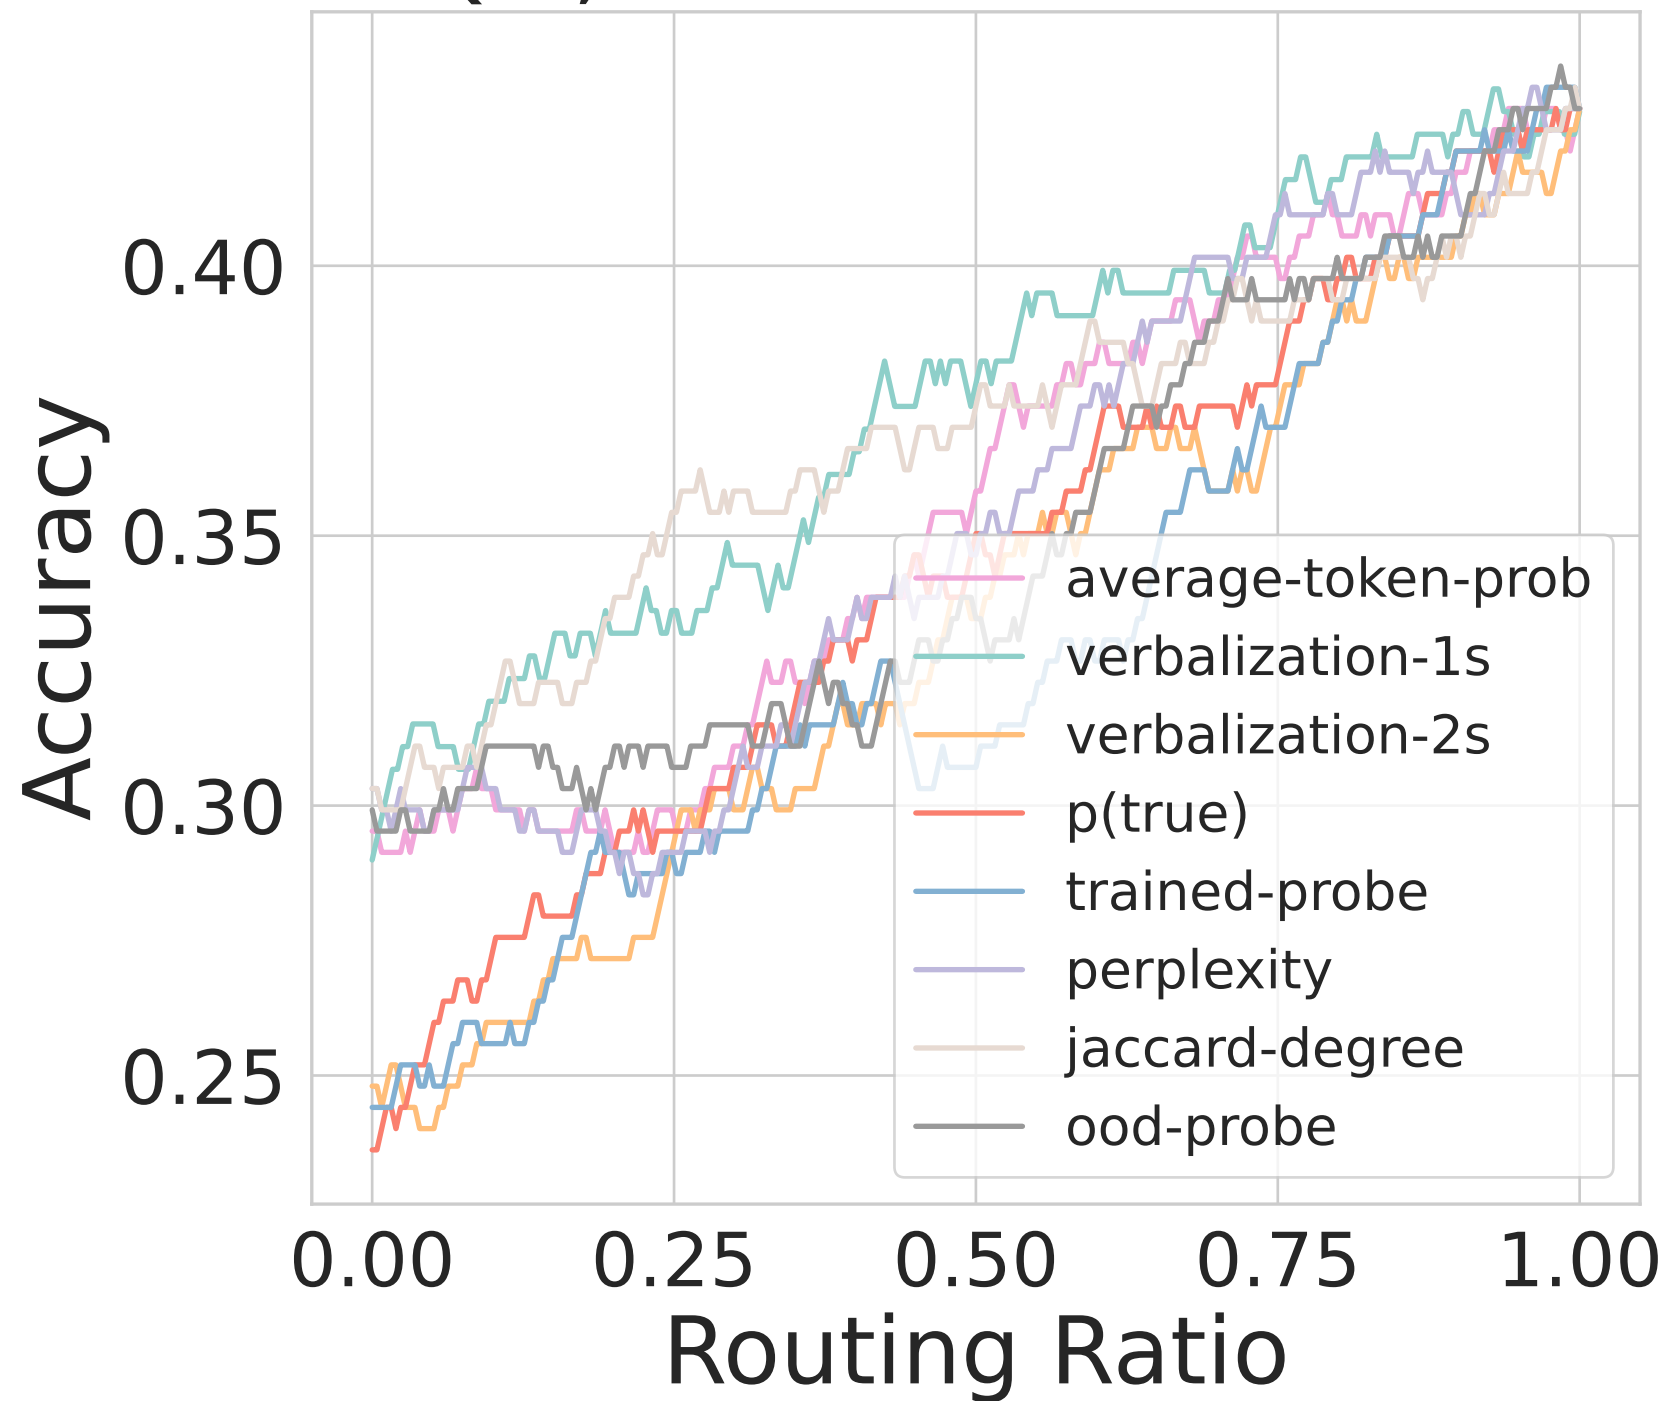 Accuracy
0.40
0.35
0.30
0.25
average-token-prob
verbalization-1s
verbalization-2s
p(true)
trained-probe
perplexity
jaccard-degree
ood-probe
0.00 0.25 0.50 0.75 1.00
Routing Ratio